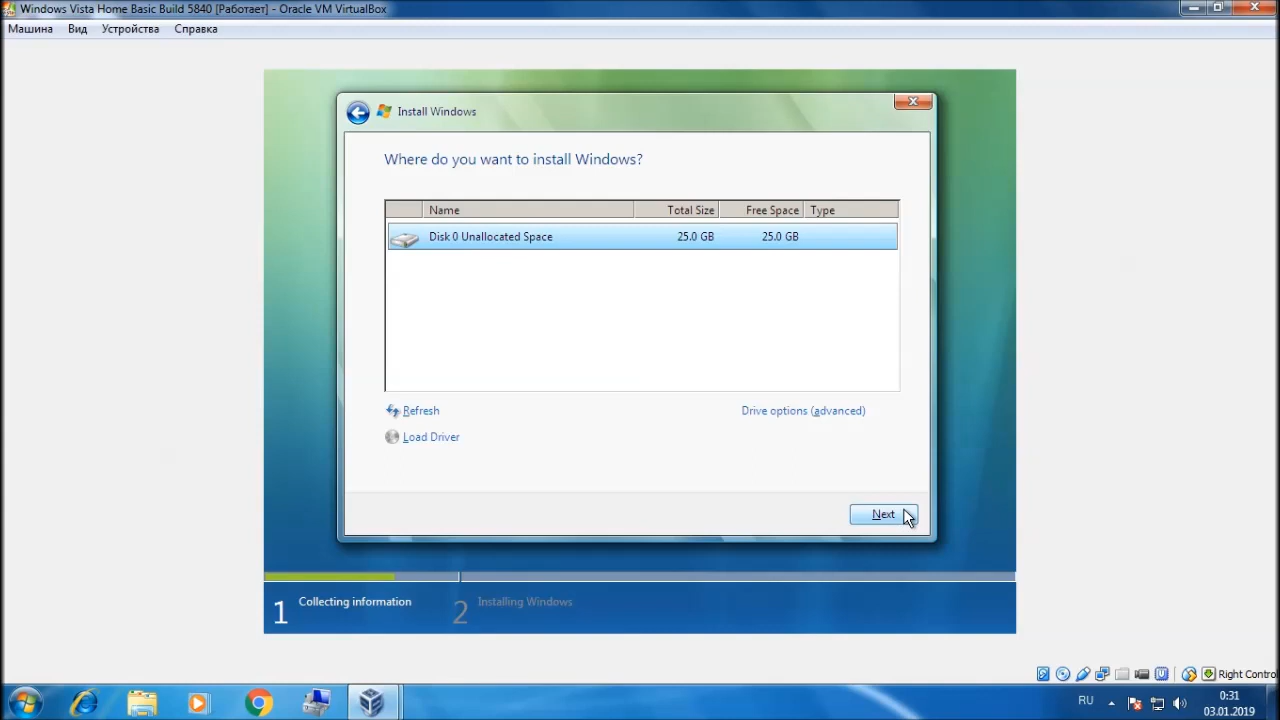 Windows Vista Home Basic Build 5840 [Работает] - Oracle VM VirtualBox
Машина Вид Устройства Справка
Install Windows
Where do you want to install Windows?
Name Total Size Free Space Type
Disk 0 Unallocated Space 25.0 GB 25.0 GB
Refresh Drive options (advanced)
Load Driver
Next
1 Collecting information 2 Installing Windows
Right Contro
RU 0:31
03.01.2019